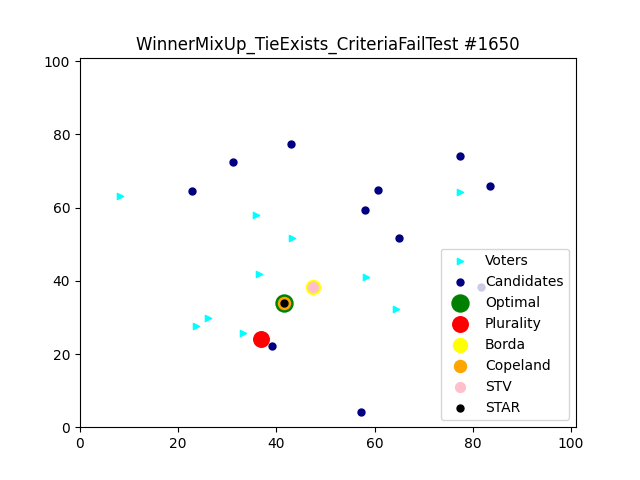 WinnerMixUp_TieExists_CriteriaFailTest #1650
100
80
60
40
20
0
Voters
Candidates
Optimal
Plurality
Borda
Copeland
STV
STAR
0 20 40 60 80 100